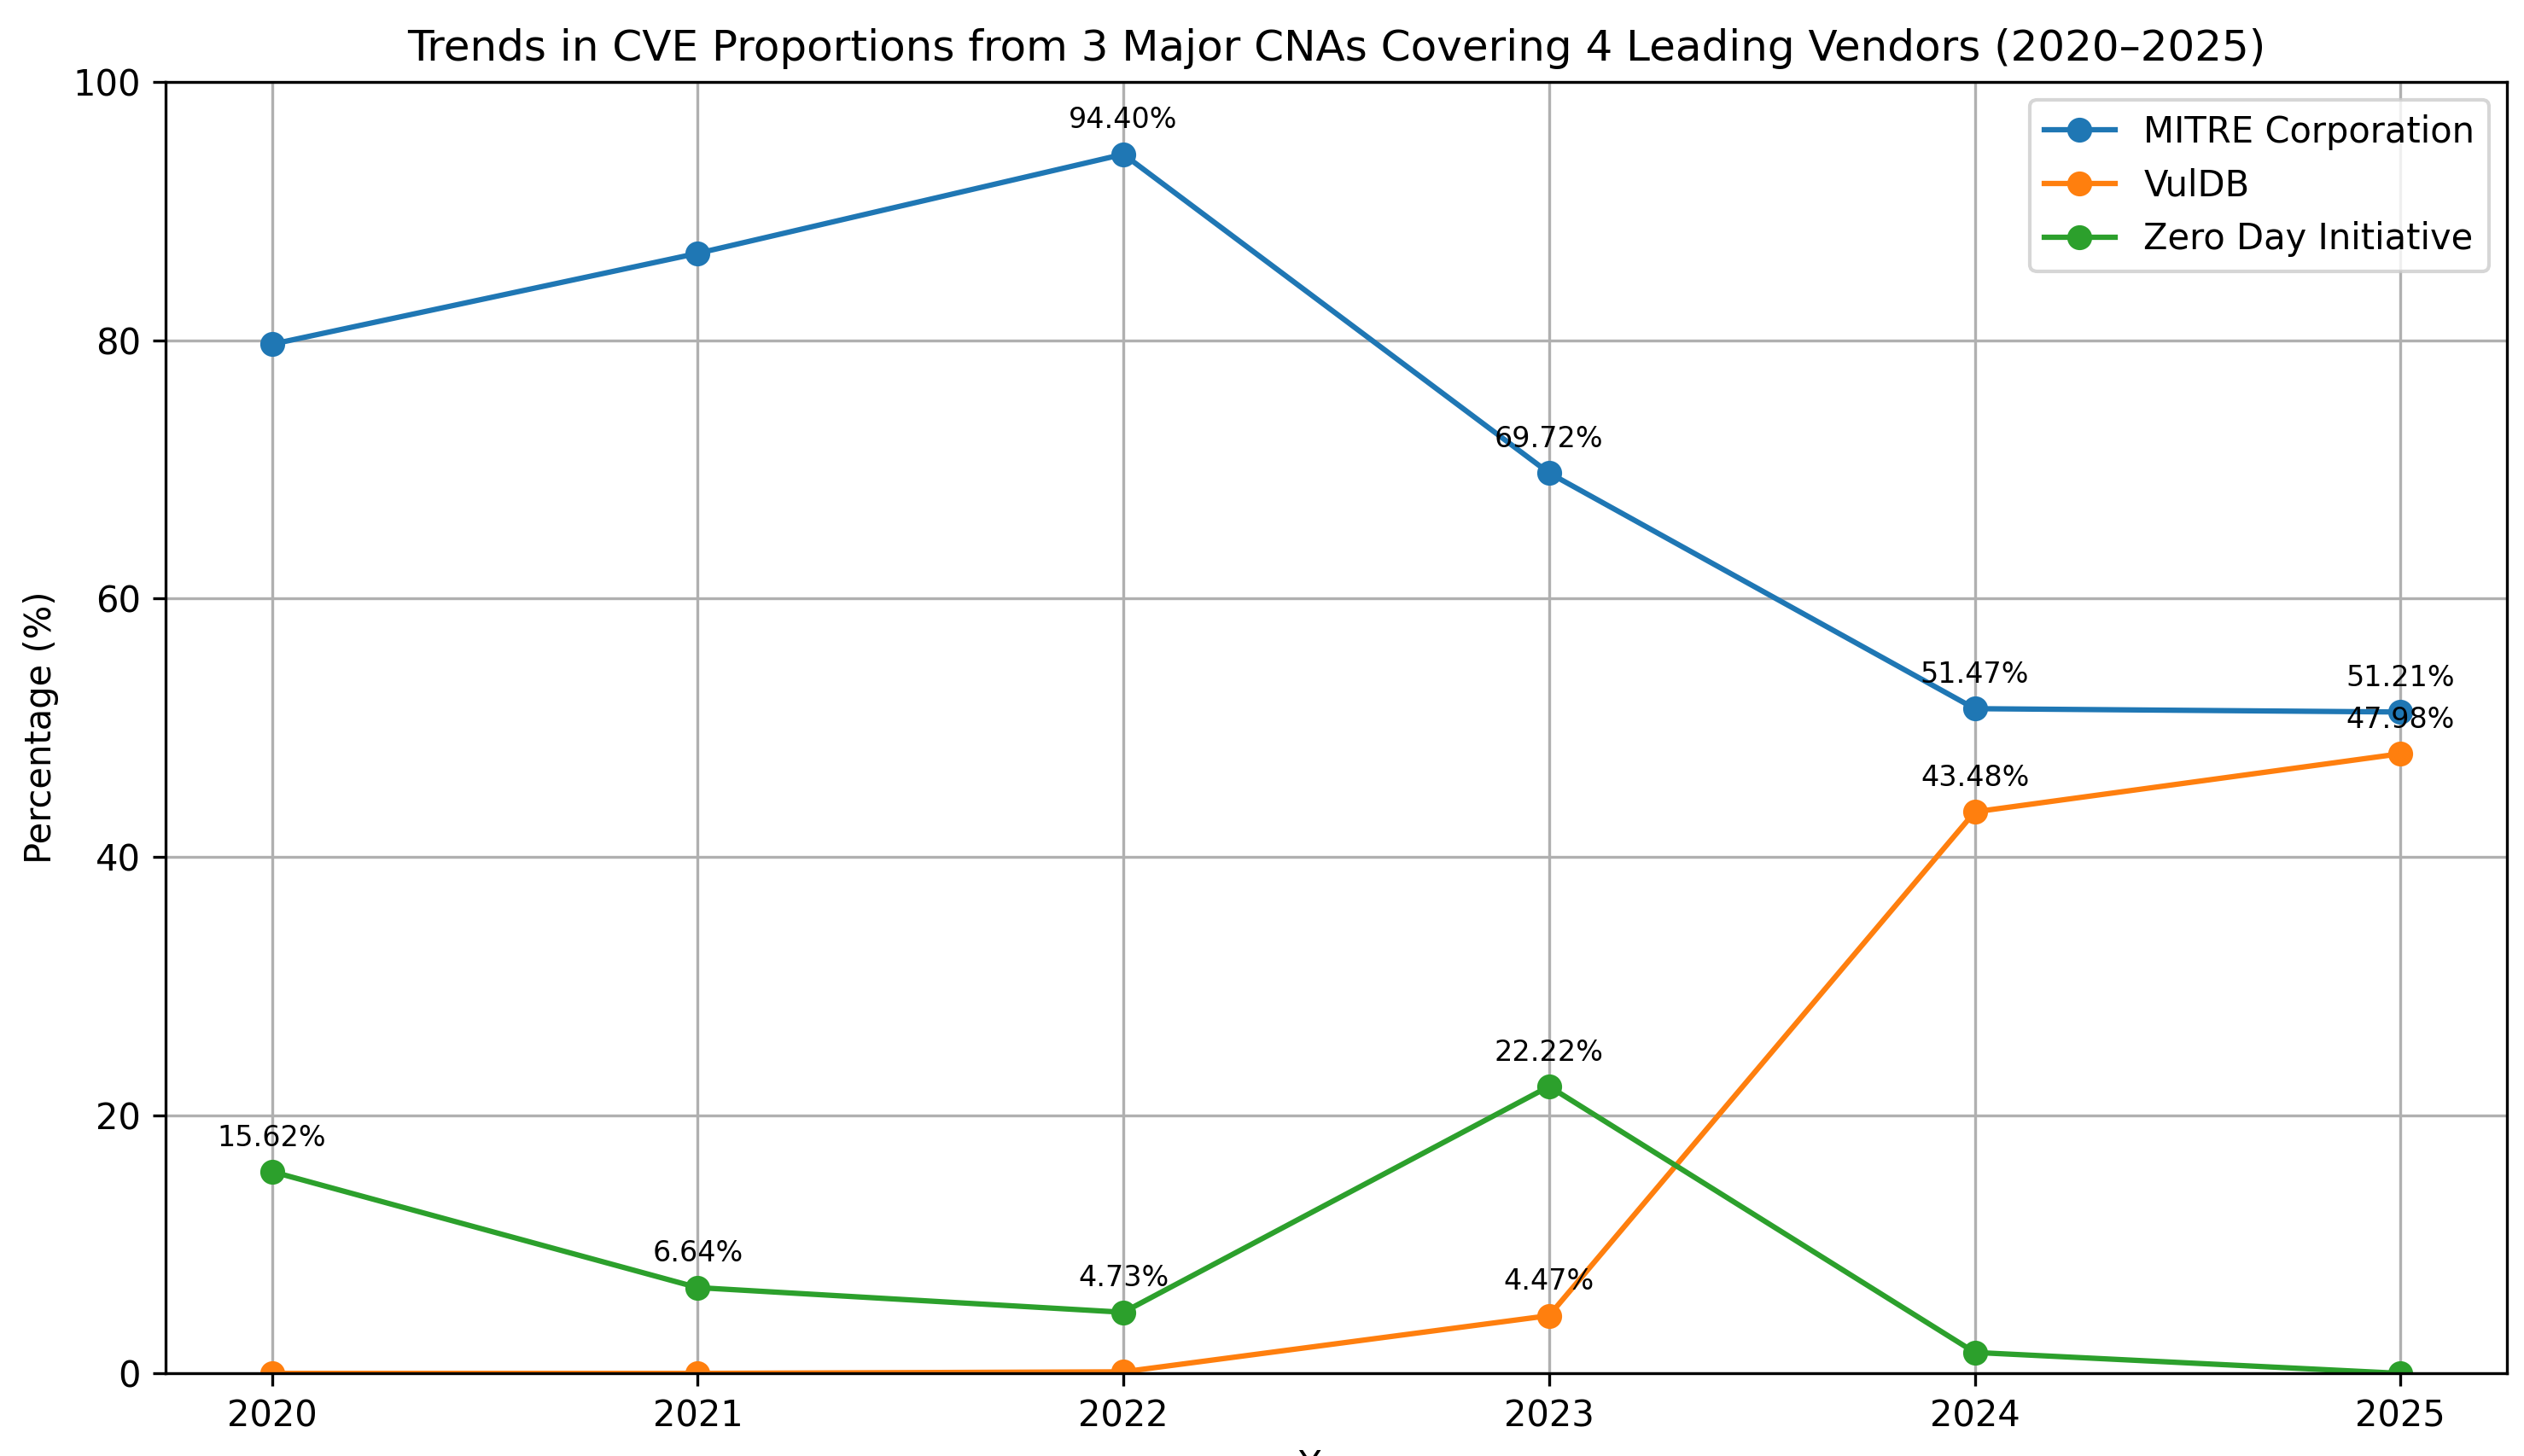 Trends in CVE Proportions from 3 Major CNAs Covering 4 Leading Vendors (2020–2025)
MITRE Corporation
VulDB
Zero Day Initiative
Percentage (%)
100
80
60
40
20
0
94.40%
69.72%
51.47%
51.21%
47.98%
43.48%
22.22%
15.62%
6.64%
4.73%
4.47%
2020 2021 2022 2023 2024 2025